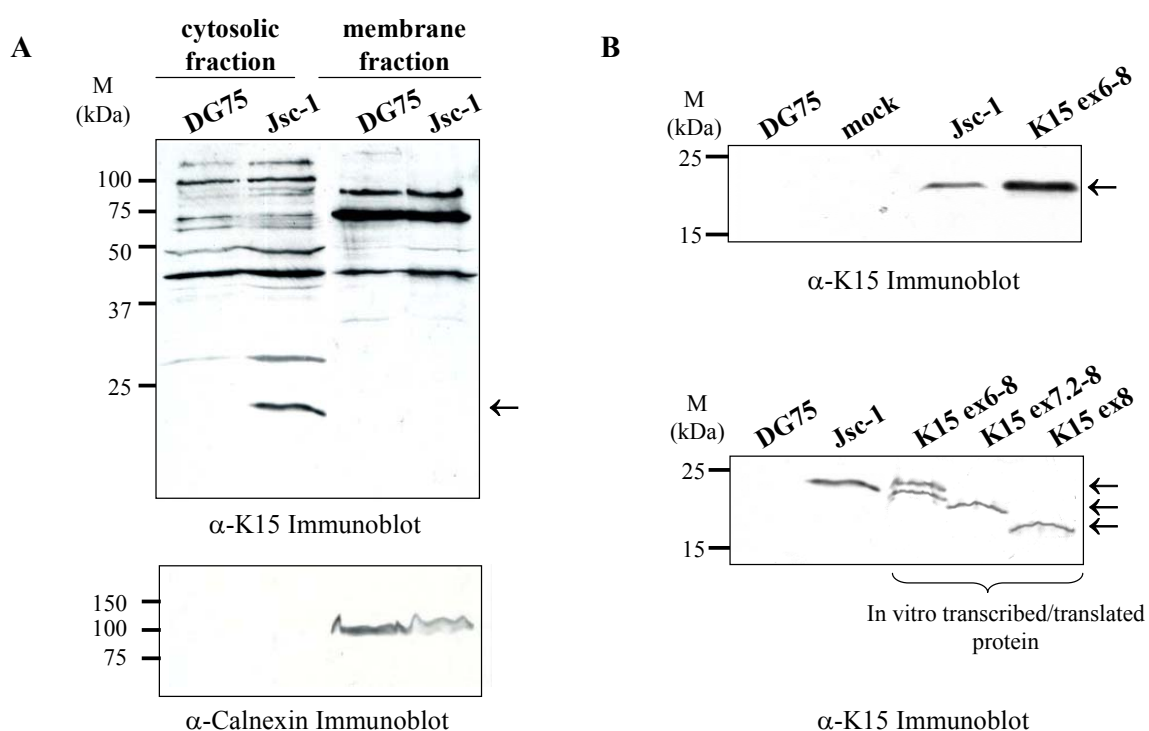 A
cytosolic fraction
membrane fraction
M
(kDa)
DG75
Jsc-1
DG75
Jsc-1
100
75
50
37
25
←
α-K15 Immunoblot
150
100
75
α-Calnexin Immunoblot
B
M
(kDa)
DG75
mock
Jsc-1
K15 ex6-8
25
15
←
α-K15 Immunoblot
M
(kDa)
DG75
Jsc-1
K15 ex6-8
K15 ex7.2-8
K15 ex8
25
15
←
←
←
In vitro transcribed/translated
protein
α-K15 Immunoblot